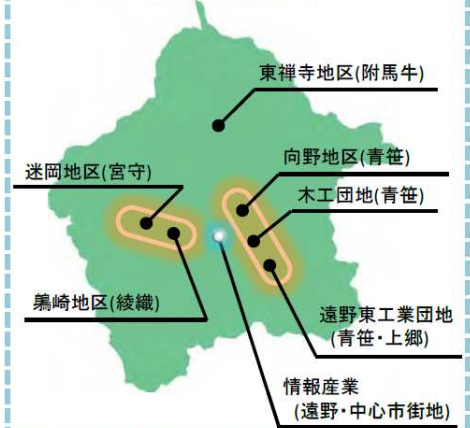 東禅寺地区(附馬牛)
向野地区(青笹)
迷岡地区(宮守)
木工団地(青笹)
鵢崎地区(綾織)
遠野東工業団地
(青笹・上郷)
情報産業
(遠野・中心市街地)